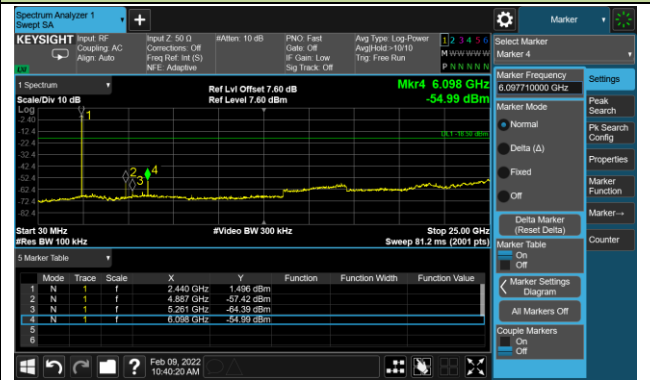 Spectrum Analyzer 1
Swept SA
Marker
KEYSIGHT
Input: RF
Coupling: AC
Align: Auto
Input Z: 50 Ω
Corrections: Off
Freq Ref: Int (S)
NFE: Adaptive
#Atten: 10 dB
PNO: Fast
Gate: Off
IF Gain: Low
Sig Track: Off
Avg Type: Log-Power
Avg|Hold:>10/10
Trig: Free Run
1 2 3 4 5 6
M W W W W W
P N N N N N
Select Marker
Marker 4
1 Spectrum
Scale/Div 10 dB
Log
Ref Lvl Offset 7.60 dB
Ref Level 7.60 dBm
Mkr4 6.098 GHz
-54.99 dBm
-2.40
-12.4
-22.4
-32.4
-42.4
-52.4
-62.4
-72.4
-82.4
1
2
3
4
DL1 -18.50 dBm
Start 30 MHz
#Res BW 100 kHz
#Video BW 300 kHz
Stop 25.00 GHz
Sweep 81.2 ms (2001 pts)
5 Marker Table
Mode Trace Scale X Y Function Function Width Function Value
1 N 1 f 2.440 GHz 1.496 dBm
2 N 1 f 4.887 GHz -57.42 dBm
3 N 1 f 5.261 GHz -64.39 dBm
4 N 1 f 6.098 GHz -54.99 dBm
5
6
Marker Frequency
6.097710000 GHz
Marker Mode
Normal
Delta (Δ)
Fixed
Off
Delta Marker
(Reset Delta)
Marker Table
On
Off
Marker Settings
Diagram
All Markers Off
Couple Markers
On
Off
Settings
Peak
Search
Pk Search
Config
Properties
Marker
Function
Marker→
Counter
Feb 09, 2022
10:40:20 AM